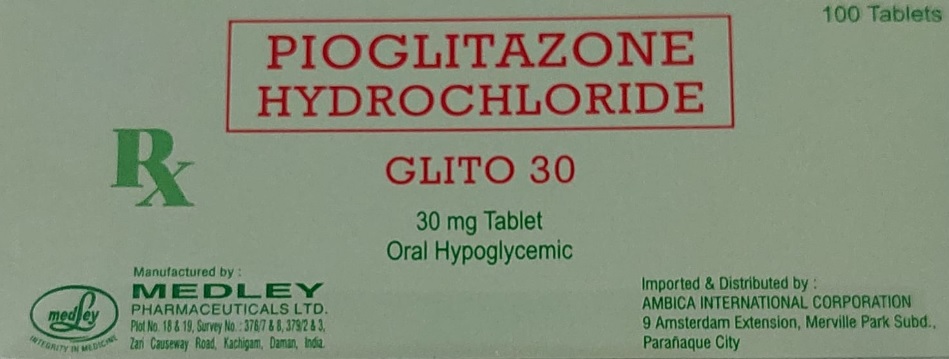 100 Tablets
PIOGLITAZONE
HYDROCHLORIDE
Rx
GLITO 30
30 mg Tablet
Oral Hypoglycemic
Manufactured by :
MEDLEY
PHARMACEUTICALS LTD.
Plot No. 18 & 19, Survey No. : 378/7 & 8, 379/2 & 3,
Zari Causeway Road, Kachigam, Daman, India.
medley
INTEGRITY IN MEDICINE
Imported & Distributed by :
AMBICA INTERNATIONAL CORPORATION
9 Amsterdam Extension, Merville Park Subd.,
Parañaque City